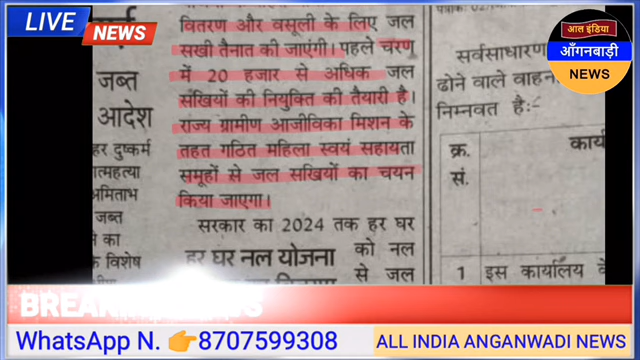 LIVE NEWS
आल इंडिया
आँगनबाड़ी
NEWS
वितरण और वसूली के लिए जल
सखी तैनात की जाएंगी। पहले चरण
में 20 हजार से अधिक जल
सखियों की नियुक्ति की तैयारी है।
राज्य ग्रामीण आजीविका मिशन के
तहत गठित महिला स्वयं सहायता
समूहों से जल सखियों का चयन
किया जाएगा।
सरकार का 2024 तक हर घर
हर घर नल योजना को नल
से जल
जब्त
आदेश
हर दुष्कर्म
त्महत्या
अमिताभ
जब्त
का
के विशेष
सर्वसाधारण
ढोने वाले वाहन
निम्नवत है:-
क्र.
सं.
कार्य
1 इस कार्यालय के
WhatsApp N. 👉8707599308
ALL INDIA ANGANWADI NEWS